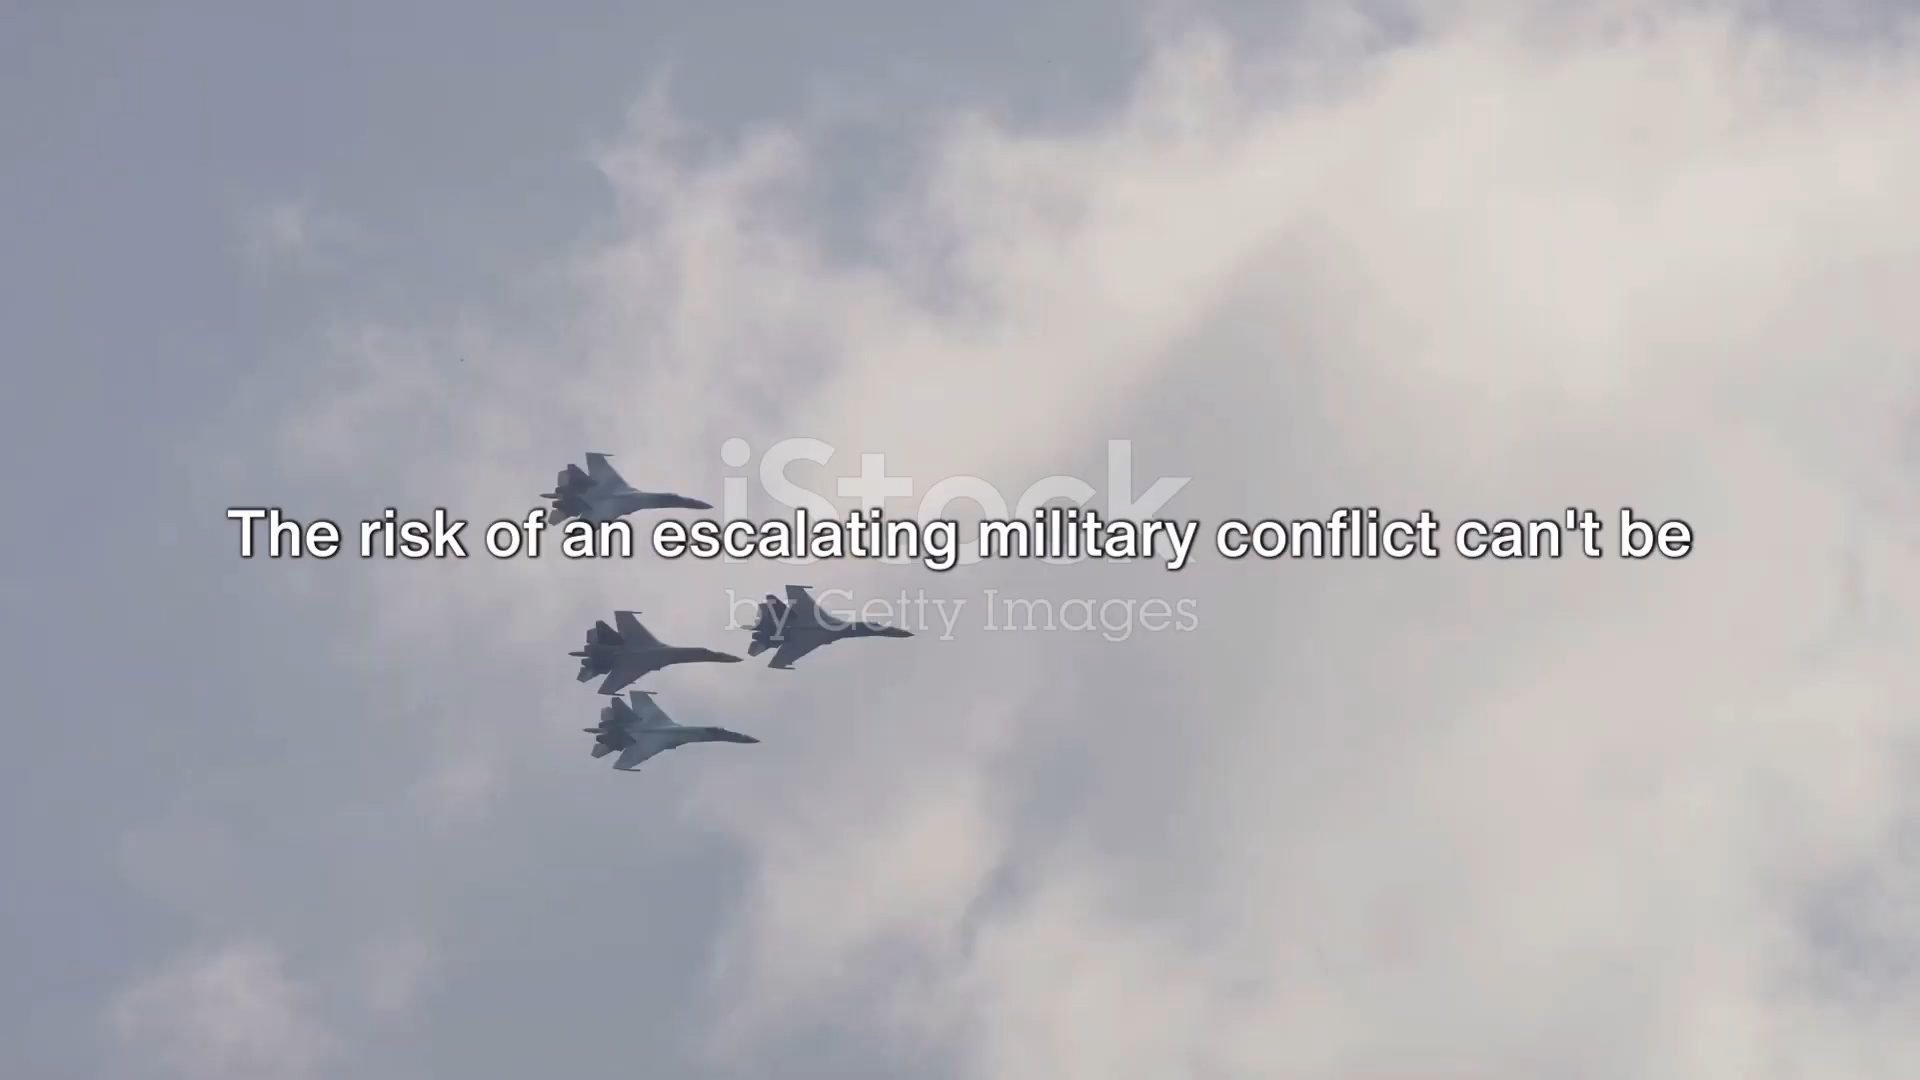 iStock
The risk of an escalating military conflict can't be
by Getty Images